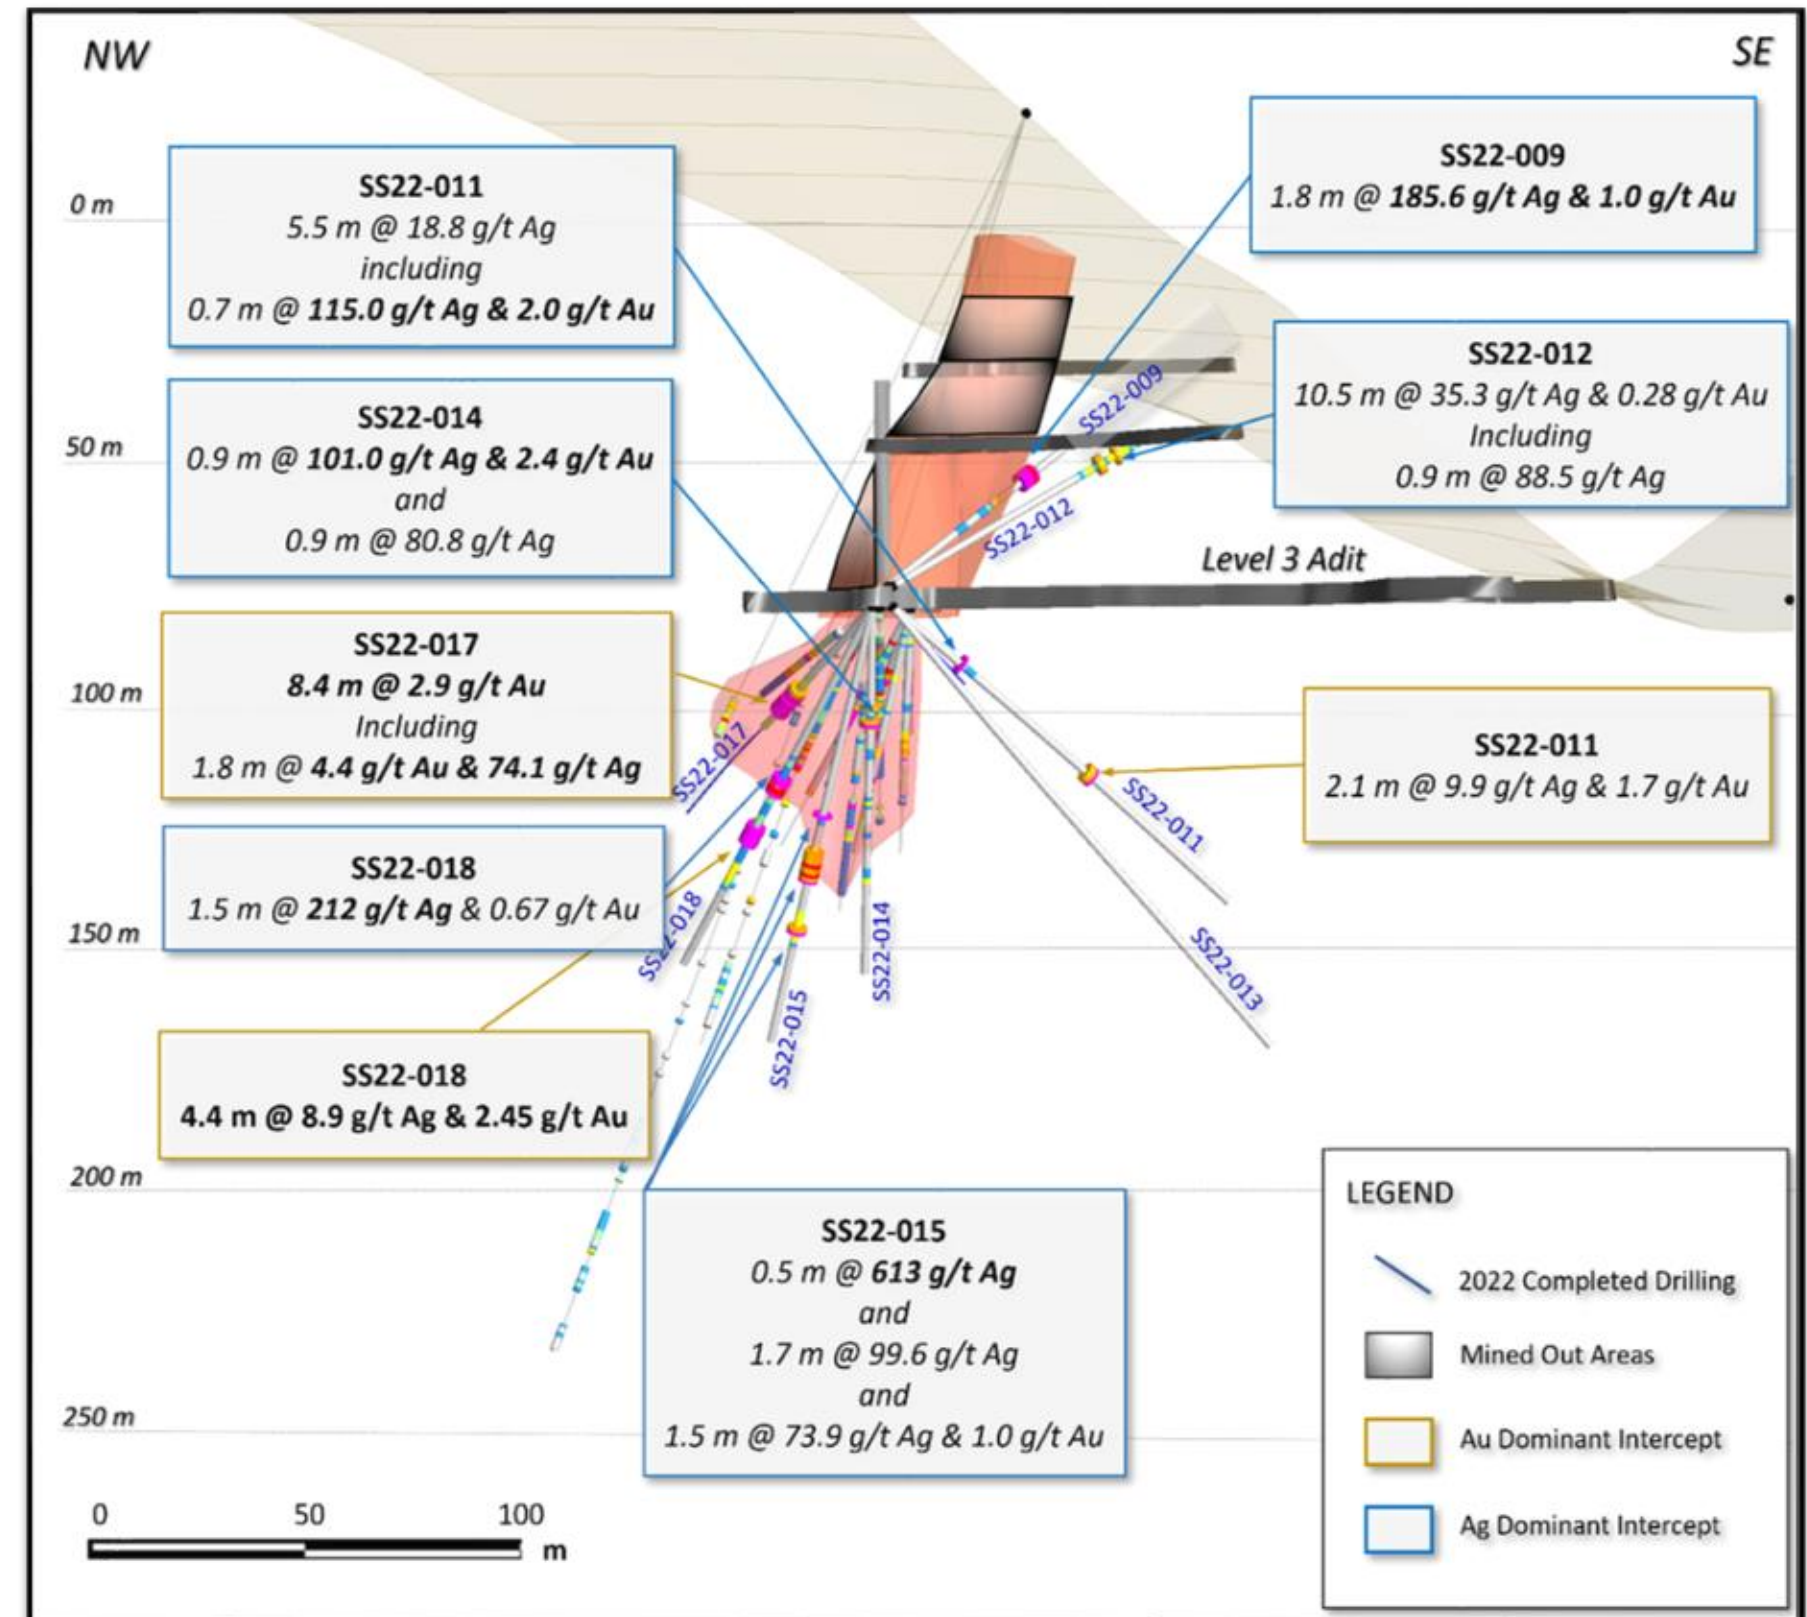 NW
SE
SS22-011
5.5 m @ 18.8 g/t Ag
including
0.7 m @ 115.0 g/t Ag & 2.0 g/t Au
SS22-009
1.8 m @ 185.6 g/t Ag & 1.0 g/t Au
0 m
SS22-014
0.9 m @ 101.0 g/t Ag & 2.4 g/t Au
and
0.9 m @ 80.8 g/t Ag
SS22-012
10.5 m @ 35.3 g/t Ag & 0.28 g/t Au
Including
0.9 m @ 88.5 g/t Ag
SS22-009
50 m
SS22-012
Level 3 Adit
SS22-017
8.4 m @ 2.9 g/t Au
Including
1.8 m @ 4.4 g/t Au & 74.1 g/t Ag
100 m
SS22-017
SS22-011
2.1 m @ 9.9 g/t Ag & 1.7 g/t Au
SS22-011
SS22-018
1.5 m @ 212 g/t Ag & 0.67 g/t Au
150 m
SS22-018
SS22-014
SS22-013
SS22-015
SS22-018
4.4 m @ 8.9 g/t Ag & 2.45 g/t Au
200 m
SS22-015
0.5 m @ 613 g/t Ag
and
1.7 m @ 99.6 g/t Ag
and
1.5 m @ 73.9 g/t Ag & 1.0 g/t Au
250 m
LEGEND
2022 Completed Drilling
Mined Out Areas
Au Dominant Intercept
Ag Dominant Intercept
0 50 100
m